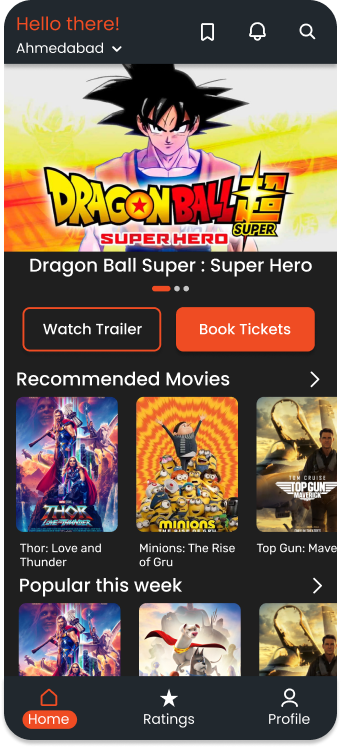 Hello there!
Ahmedabad
DRAGON BALL 超
SUPER
SUPER HERO
Dragon Ball Super : Super Hero
Watch Trailer
Book Tickets
Recommended Movies
THOR
LOVE AND THUNDER
MINIONS
TOM CRUISE
TOP GUN
MAVERICK
Thor: Love and
Thunder
Minions: The Rise
of Gru
Top Gun: Mave
Popular this week
Home
Ratings
Profile